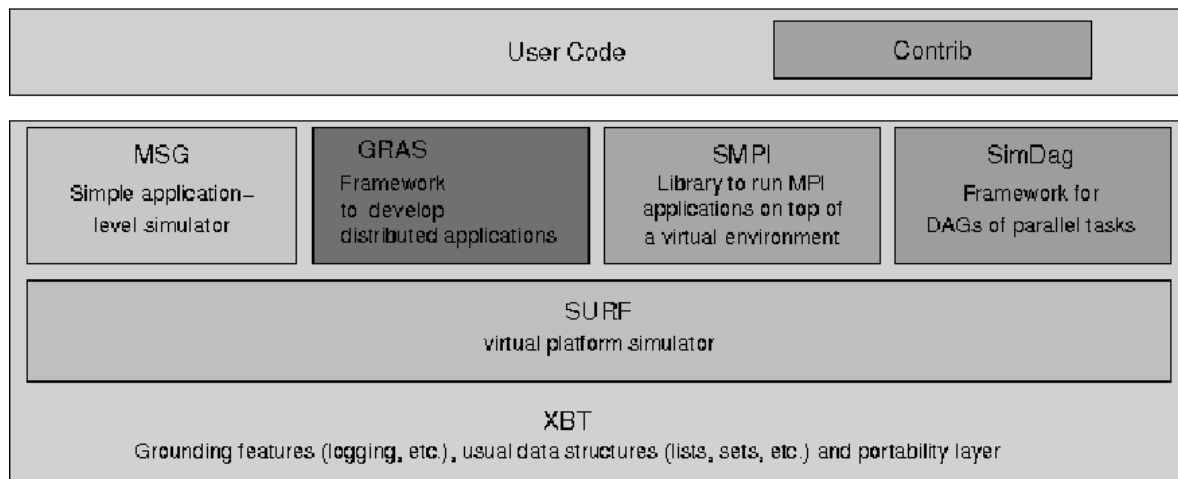 User Code
Contrib
MSG
Simple application–
level simulator
GRAS
Framework
to develop
distributed applications
SMPI
Library to run MPI
applications on top of
a virtual environment
SimDag
Framework for
DAGs of parallel tasks
SURF
virtual platform simulator
XBT
Grounding features (logging, etc.), usual data structures (lists, sets, etc.) and portability layer